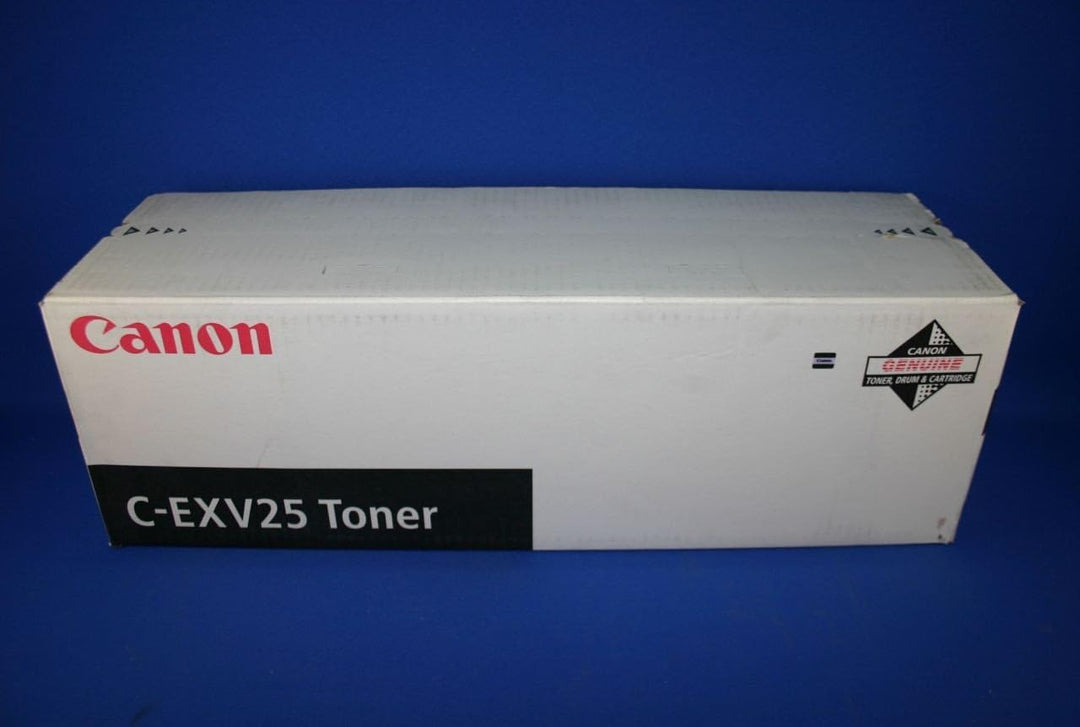 Canon
CANON
GENUINE
TONER, DRUM & CARTRIDGE
C-EXV25 Toner